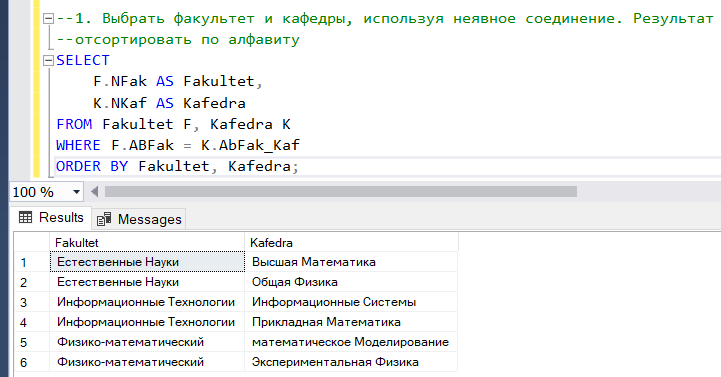 --1. Выбрать факультет и кафедры, используя неявное соединение. Результат
--отсортировать по алфавиту
SELECT
F.NFak AS Fakultet,
K.NKaf AS Kafedra
FROM Fakultet F, Kafedra K
WHERE F.ABFak = K.AbFak_Kaf
ORDER BY Fakultet, Kafedra;
100 %
Results Messages
Fakultet Kafedra
1 Естественные Науки Высшая Математика
2 Естественные Науки Общая Физика
3 Информационные Технологии Информационные Системы
4 Информационные Технологии Прикладная Математика
5 Физико-математический математическое Моделирование
6 Физико-математический Экспериментальная Физика